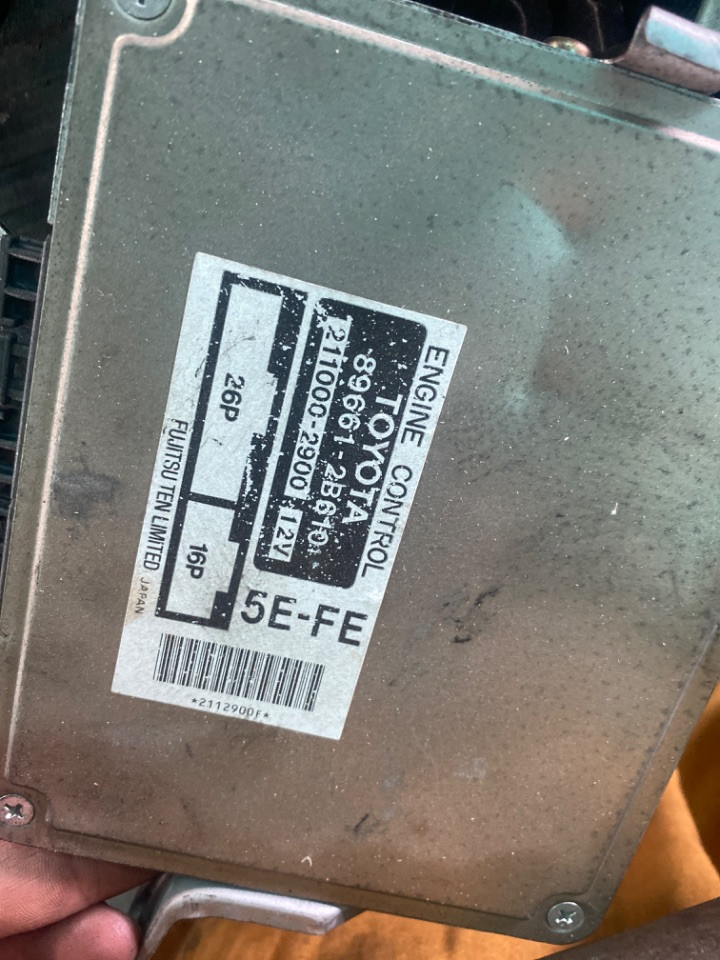 ENGINE CONTROL
TOYOTA
89661-2B610
211000-2900 12V
26P
16P
5E-FE
FUJITSU TEN LIMITED JAPAN
*2112900F*